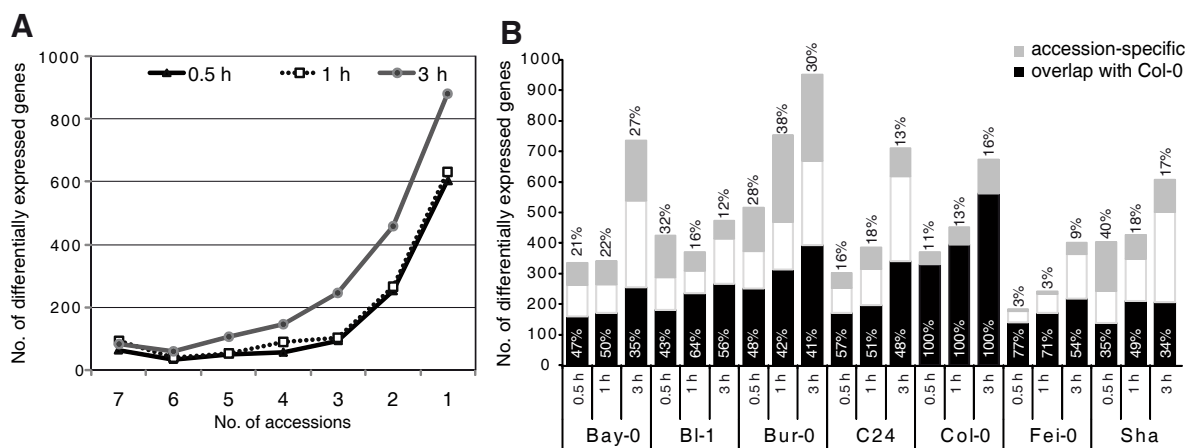 A
1000
800
600
400
200
0
No. of differentially expressed genes
0.5 h 1 h 3 h
7 6 5 4 3 2 1
No. of accessions
B
accession-specific
overlap with Col-0
1000
900
800
700
600
500
400
300
200
100
0
No. of differentially expressed genes
21% 22% 27% 32% 16% 12% 28% 38% 30% 16% 18% 13% 11% 13% 16% 3% 3% 9% 40% 18% 17%
47% 50% 35% 43% 64% 56% 48% 42% 41% 57% 51% 48% 100% 100% 100% 77% 71% 54% 35% 49% 34%
0.5 h 1 h 3 h 0.5 h 1 h 3 h 0.5 h 1 h 3 h 0.5 h 1 h 3 h 0.5 h 1 h 3 h 0.5 h 1 h 3 h 0.5 h 1 h 3 h
Bay-0 Bl-1 Bur-0 C24 Col-0 Fei-0 Sha